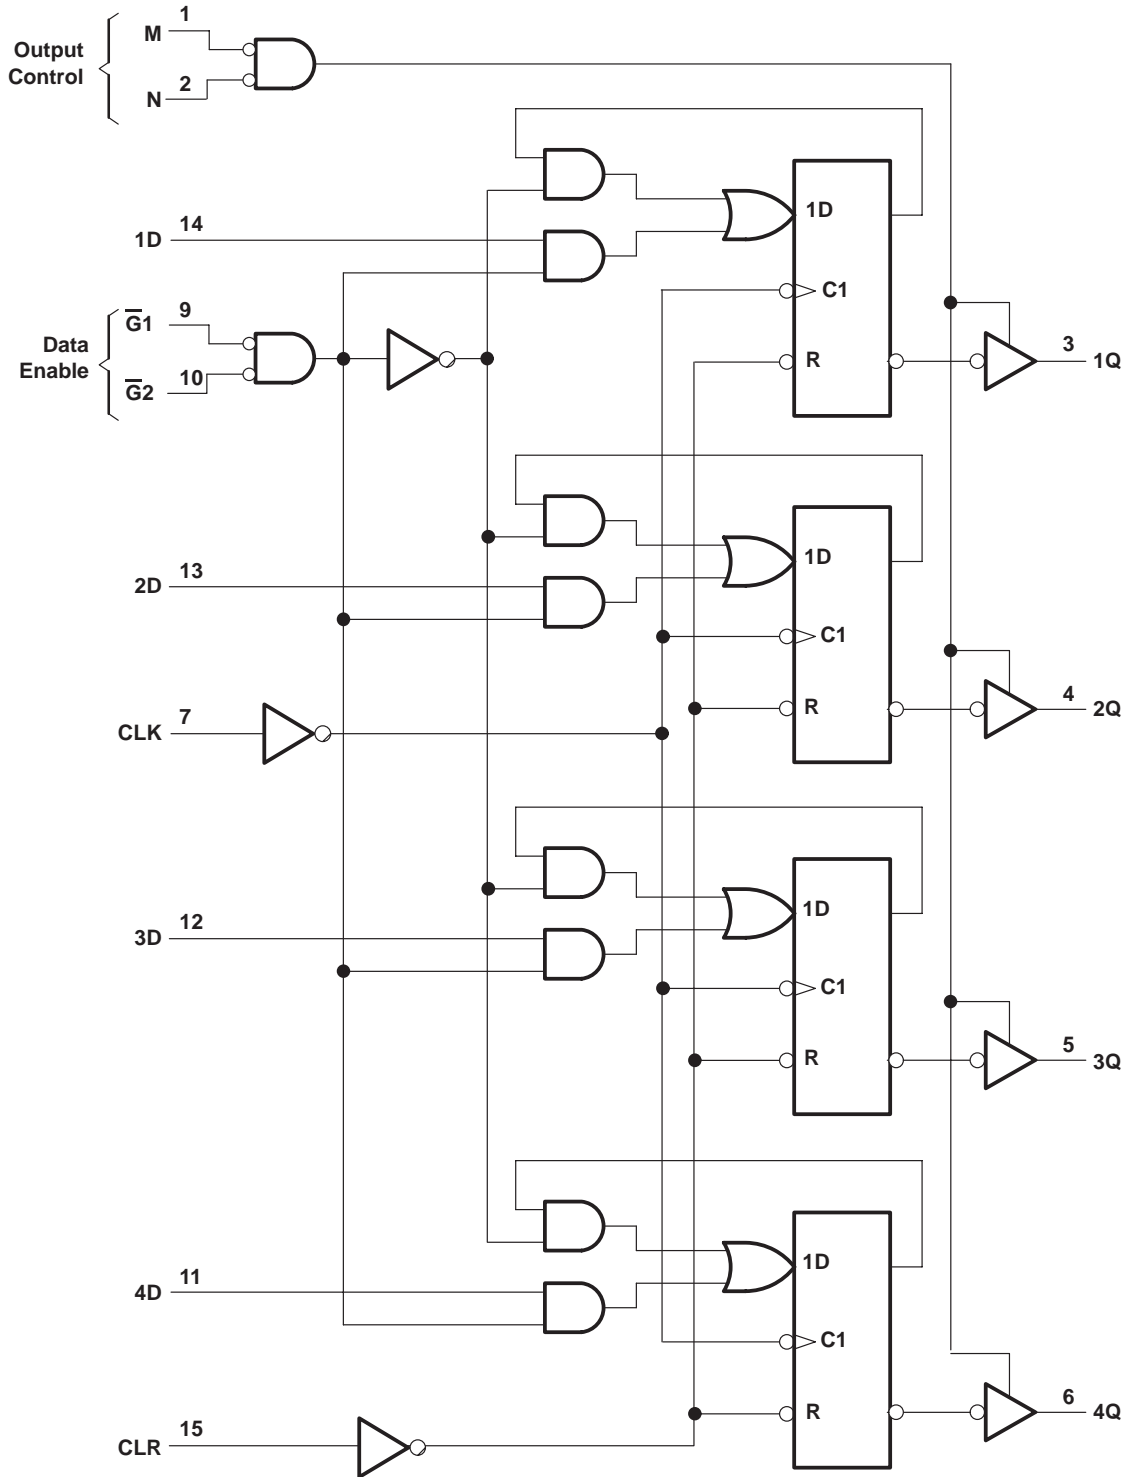 Output
Control
M 1
N 2
1D 14
Data
Enable
G̅1 9
G̅2 10
1D
C1
R
3 1Q
2D 13
1D
C1
R
4 2Q
CLK 7
3D 12
1D
C1
R
5 3Q
4D 11
1D
C1
R
6 4Q
CLR 15